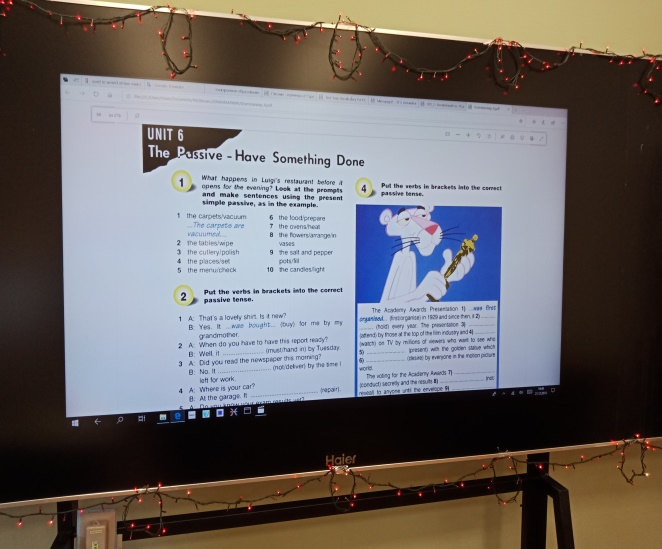 UNIT 6
The Passive - Have Something Done
1
What happens in Luigi's restaurant before it
opens for the evening? Look at the prompts
and make sentences using the present
simple passive, as in the example.
1 the carpets/vacuum
...The carpets are
vacuumed...
2 the tables/wipe
3 the cutlery/polish
4 the places/set
5 the menu/check
6 the food/prepare
7 the ovens/heat
8 the flowers/arrange/in
vases
9 the salt and pepper
pots/fill
10 the candles/light
2
Put the verbs in brackets into the correct
passive tense.
1 A: That's a lovely shirt. Is it new?
B: Yes. It ...was bought... (buy) for me by my
grandmother.
2 A: When do you have to have this report ready?
B: Well, it ............ (must/hand in) by Tuesday.
3 A: Did you read the newspaper this morning?
B: No. It ............ (not/deliver) by the time I
left for work.
4 A: Where is your car?
B: At the garage. It ............ (repair).
5 A: Do you know your exam results yet?
4
Put the verbs in brackets into the correct
passive tense.
The Academy Awards Presentation 1) ...was first
organised... (first/organise) in 1929 and since then, it 2)
............ (hold) every year. The presentation 3) ............
(attend) by those at the top of the film industry and 4)
(watch) on TV by millions of viewers who want to see who
5) ............ (present) with the golden statue which
6) ............ (desire) by everyone in the motion picture
world.
The voting for the Academy Awards 7) ............
(conduct) secretly and the results 8) ............ (not
reveal) to anyone until the envelope 9)
Haier